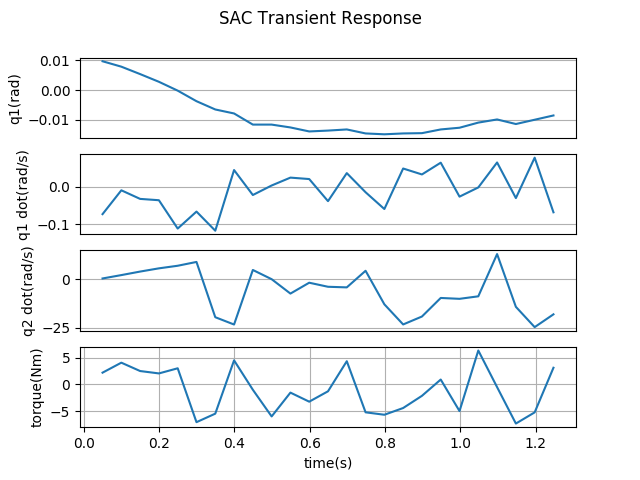 SAC Transient Response
q1(rad)
0.01
0.00
−0.01
q1 dot(rad/s)
0.0
−0.1
q2 dot(rad/s)
0
−25
torque(Nm)
5
0
−5
0.0 0.2 0.4 0.6 0.8 1.0 1.2
time(s)